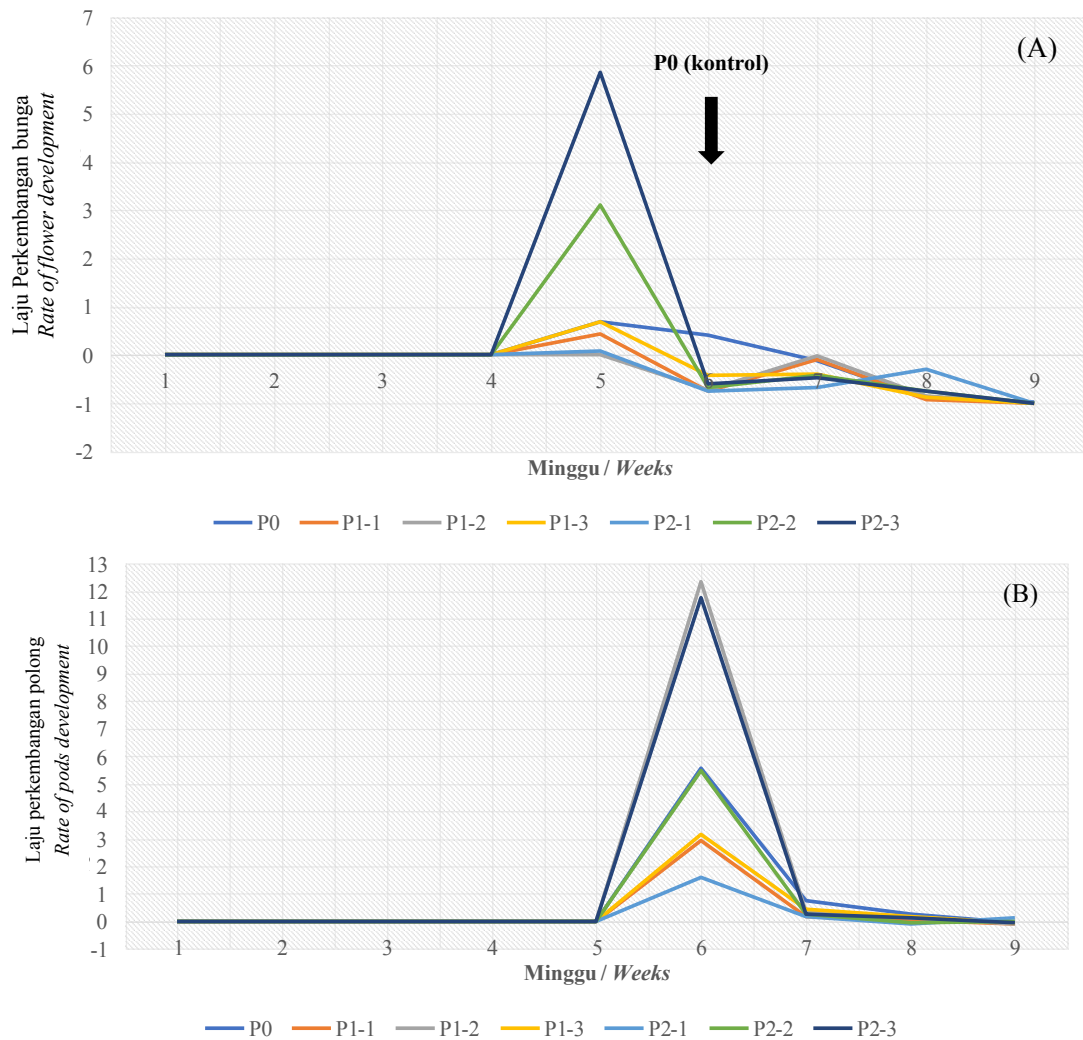 7
(A)
P0 (kontrol)
6
5
4
3
2
1
0
-1
-2
1 2 3 4 5 6 7 8 9
Laju Perkembangan bunga
Rate of flower development
Minggu / Weeks
P0 P1-1 P1-2 P1-3 P2-1 P2-2 P2-3
13
(B)
12
11
10
9
8
7
6
5
4
3
2
1
0
-1
1 2 3 4 5 6 7 8 9
Laju perkembangan polong
Rate of pods development
Minggu / Weeks
P0 P1-1 P1-2 P1-3 P2-1 P2-2 P2-3